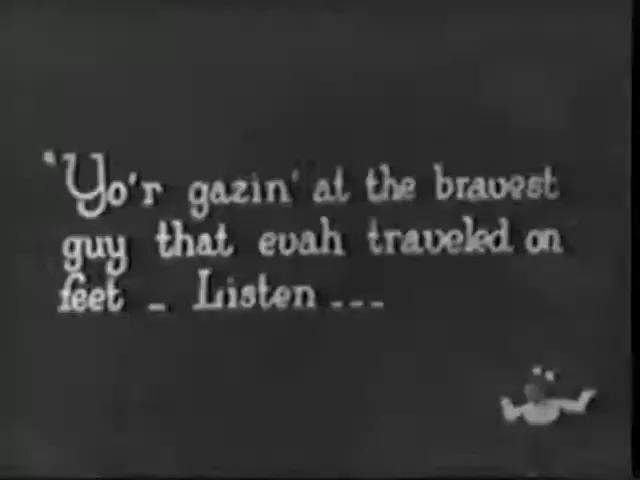 "Yo'r gazin' at the bravest
guy that evah traveled on
feet _ Listen ---